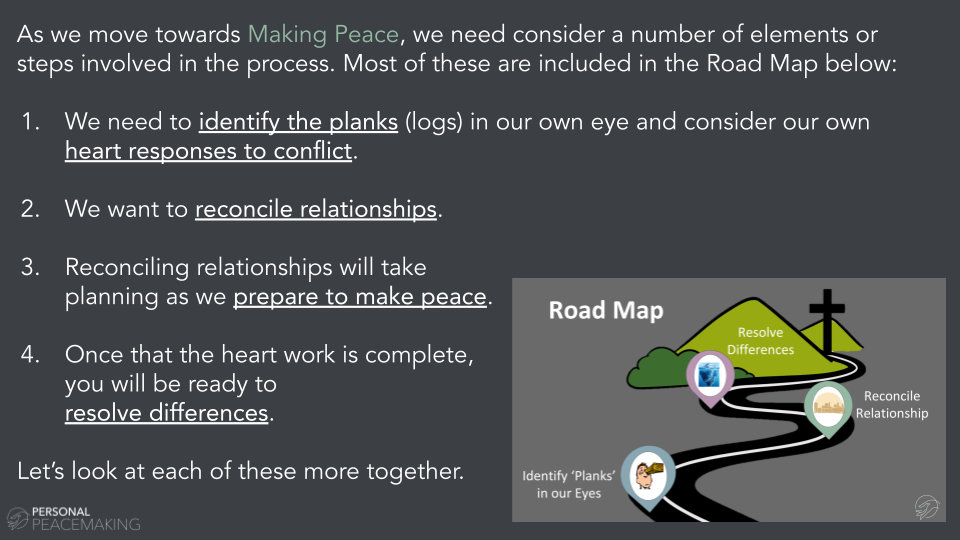 As we move towards Making Peace, we need consider a number of elements or
steps involved in the process. Most of these are included in the Road Map below:
1. We need to identify the planks (logs) in our own eye and consider our own
heart responses to conflict.
2. We want to reconcile relationships.
3. Reconciling relationships will take
planning as we prepare to make peace.
4. Once that the heart work is complete,
you will be ready to
resolve differences.
Let’s look at each of these more together.
Road Map
Resolve
Differences
Reconcile
Relationship
Identify ‘Planks’
in our Eyes
PERSONAL
PEACEMAKING